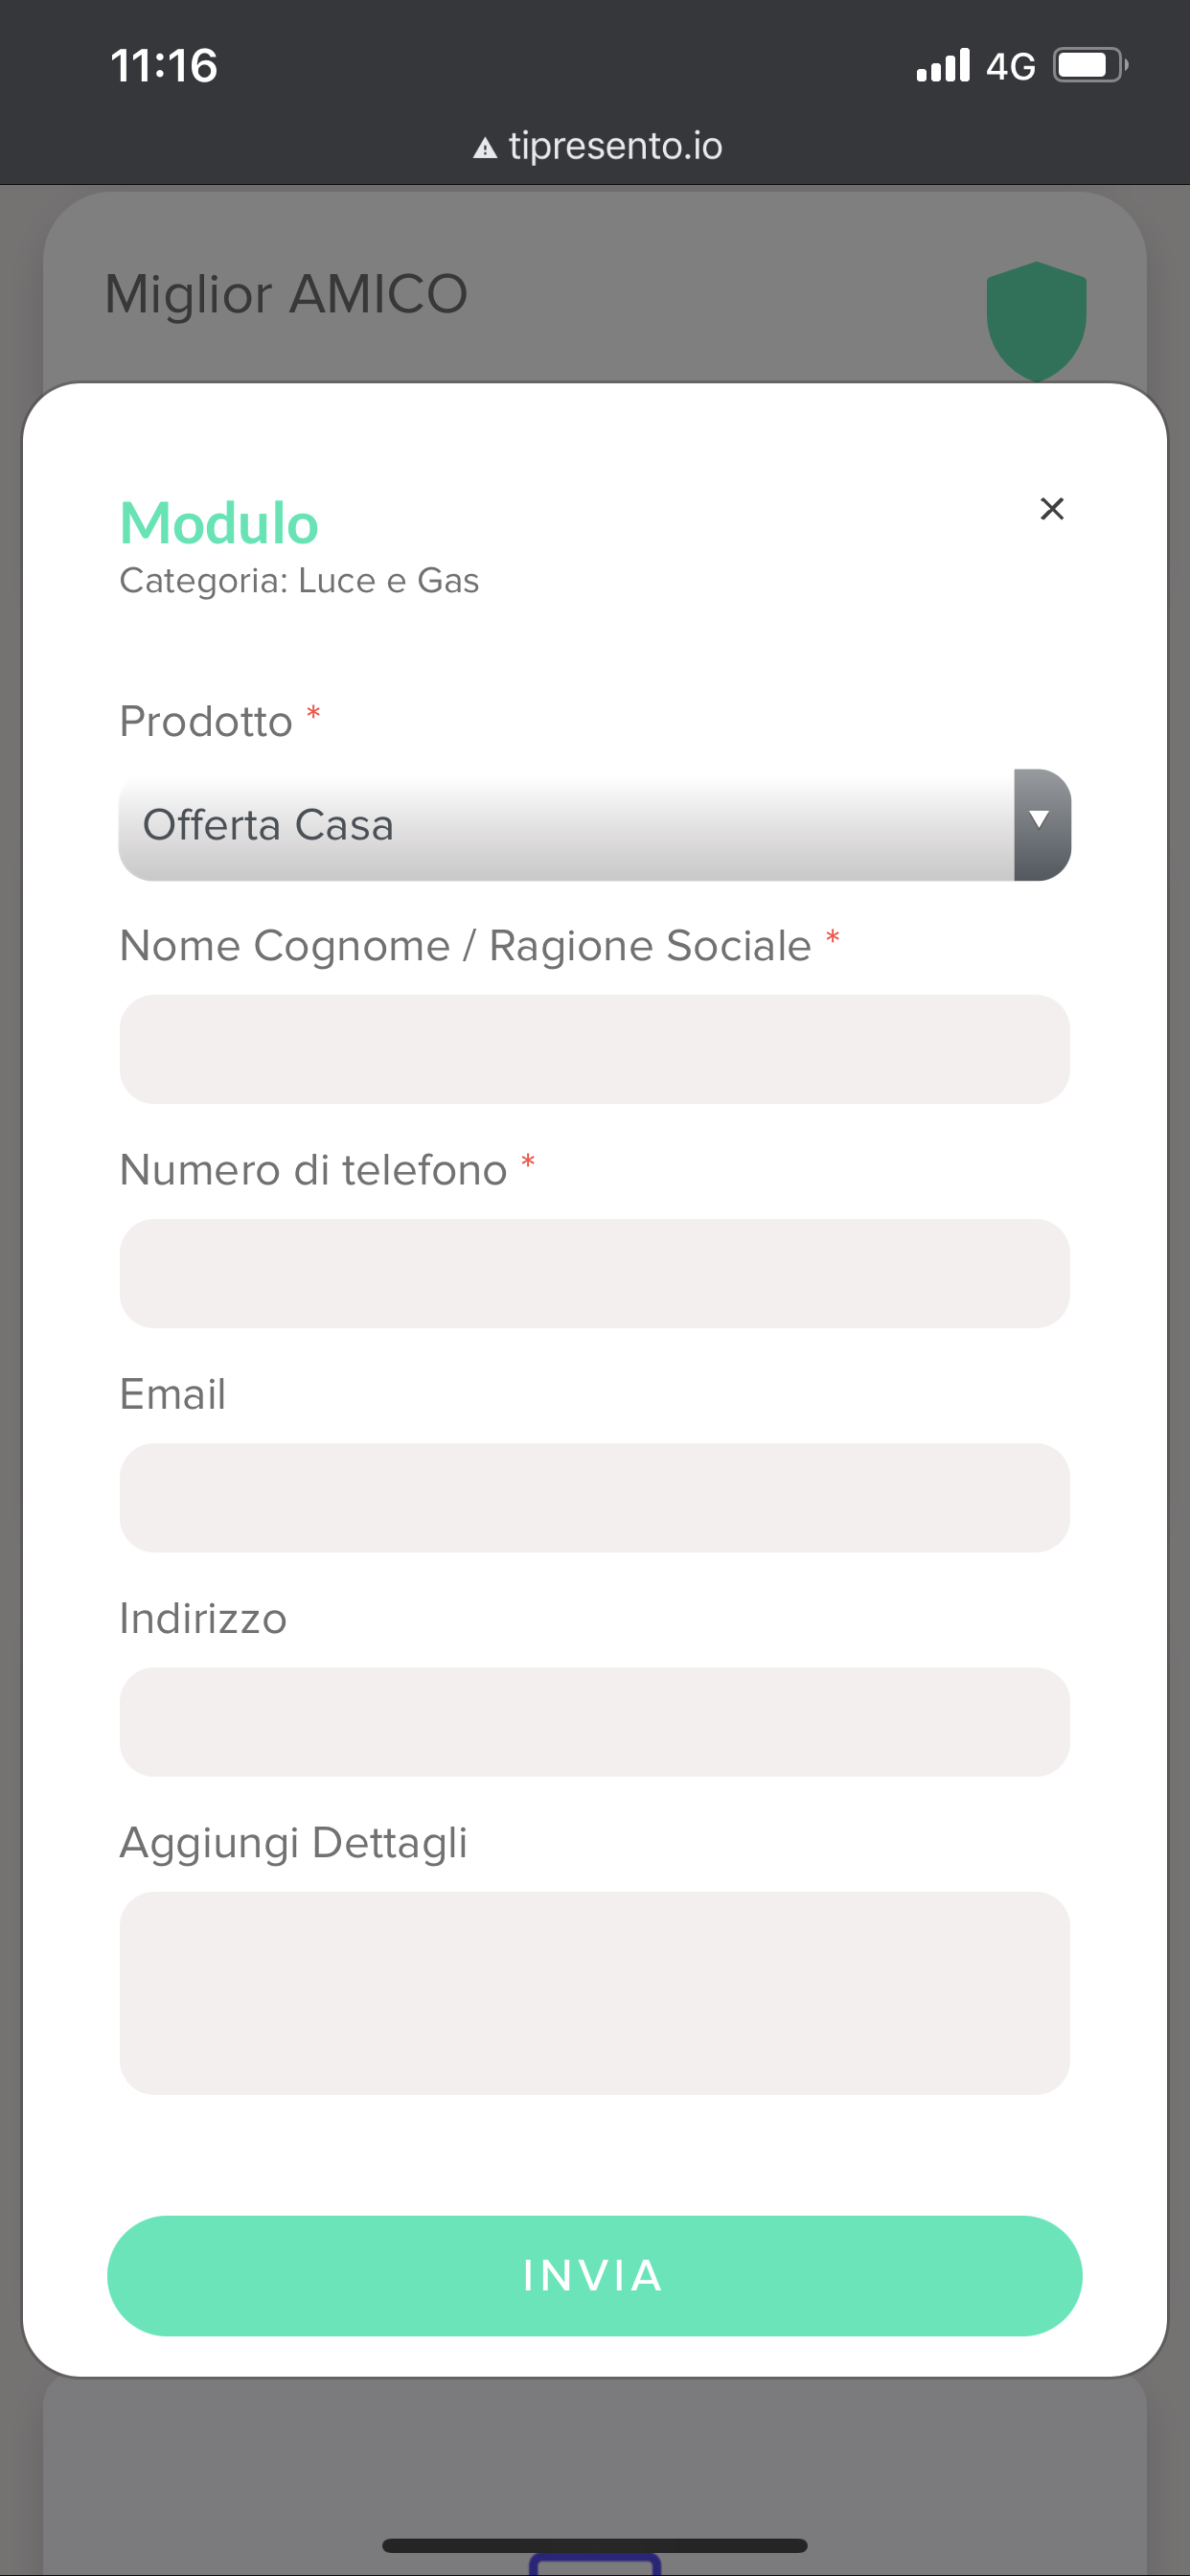 11:16
4G
tipresento.io
Miglior AMICO
Modulo
×
Categoria: Luce e Gas
Prodotto *
Offerta Casa
Nome Cognome / Ragione Sociale *
Numero di telefono *
Email
Indirizzo
Aggiungi Dettagli
INVIA